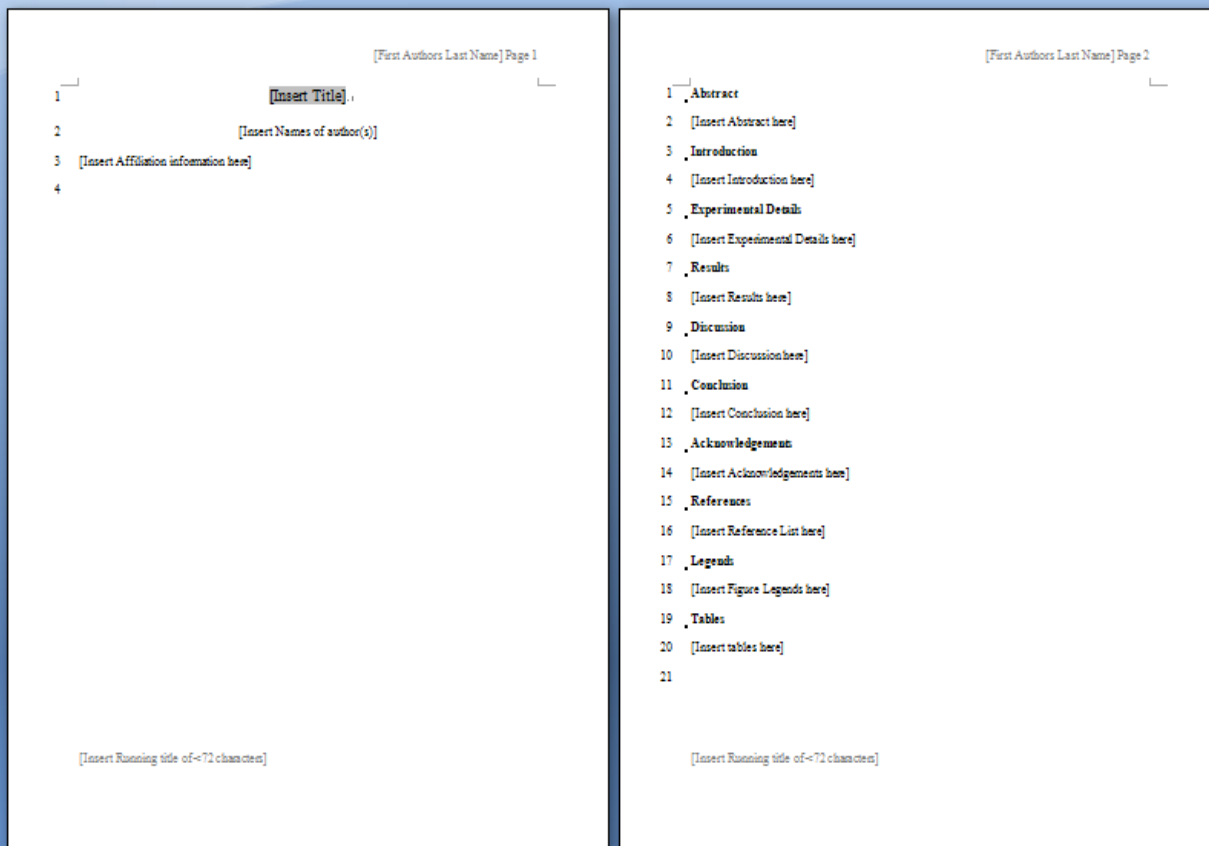 [First Authors Last Name] Page 1
1 [Insert Title].
2 [Insert Names of author(s)]
3 [Insert Affiliation information here]
4
[Insert Running title of <72 characters]
[First Authors Last Name] Page 2
1 Abstract
2 [Insert Abstract here]
3 Introduction
4 [Insert Introduction here]
5 Experimental Details
6 [Insert Experimental Details here]
7 Results
8 [Insert Results here]
9 Discussion
10 [Insert Discussion here]
11 Conclusion
12 [Insert Conclusion here]
13 Acknowledgements
14 [Insert Acknowledgements here]
15 References
16 [Insert Reference List here]
17 Legends
18 [Insert Figure Legends here]
19 Tables
20 [Insert tables here]
21
[Insert Running title of <72 characters]